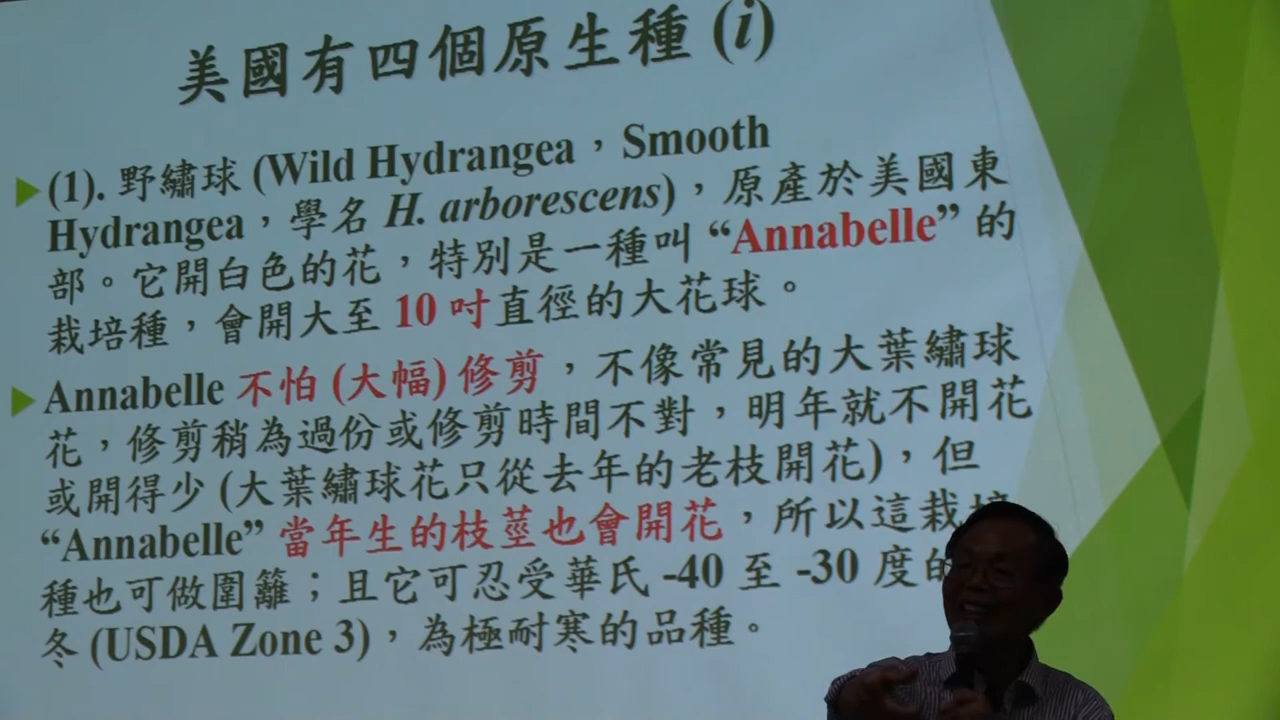 美國有四個原生種 (i)
(1). 野繡球 (Wild Hydrangea，Smooth
Hydrangea，學名 H. arborescens)，原產於美國東
部。它開白色的花，特別是一種叫 “Annabelle” 的
栽培種，會開大至 10 吋直徑的大花球。
Annabelle 不怕 (大幅) 修剪，不像常見的大葉繡球
花，修剪稍為過份或修剪時間不對，明年就不開花
或開得少 (大葉繡球花只從去年的老枝開花)，但
“Annabelle” 當年生的枝莖也會開花，所以這栽
種也可做圍籬；且它可忍受華氏 -40 至 -30 度
冬 (USDA Zone 3)，為極耐寒的品種。